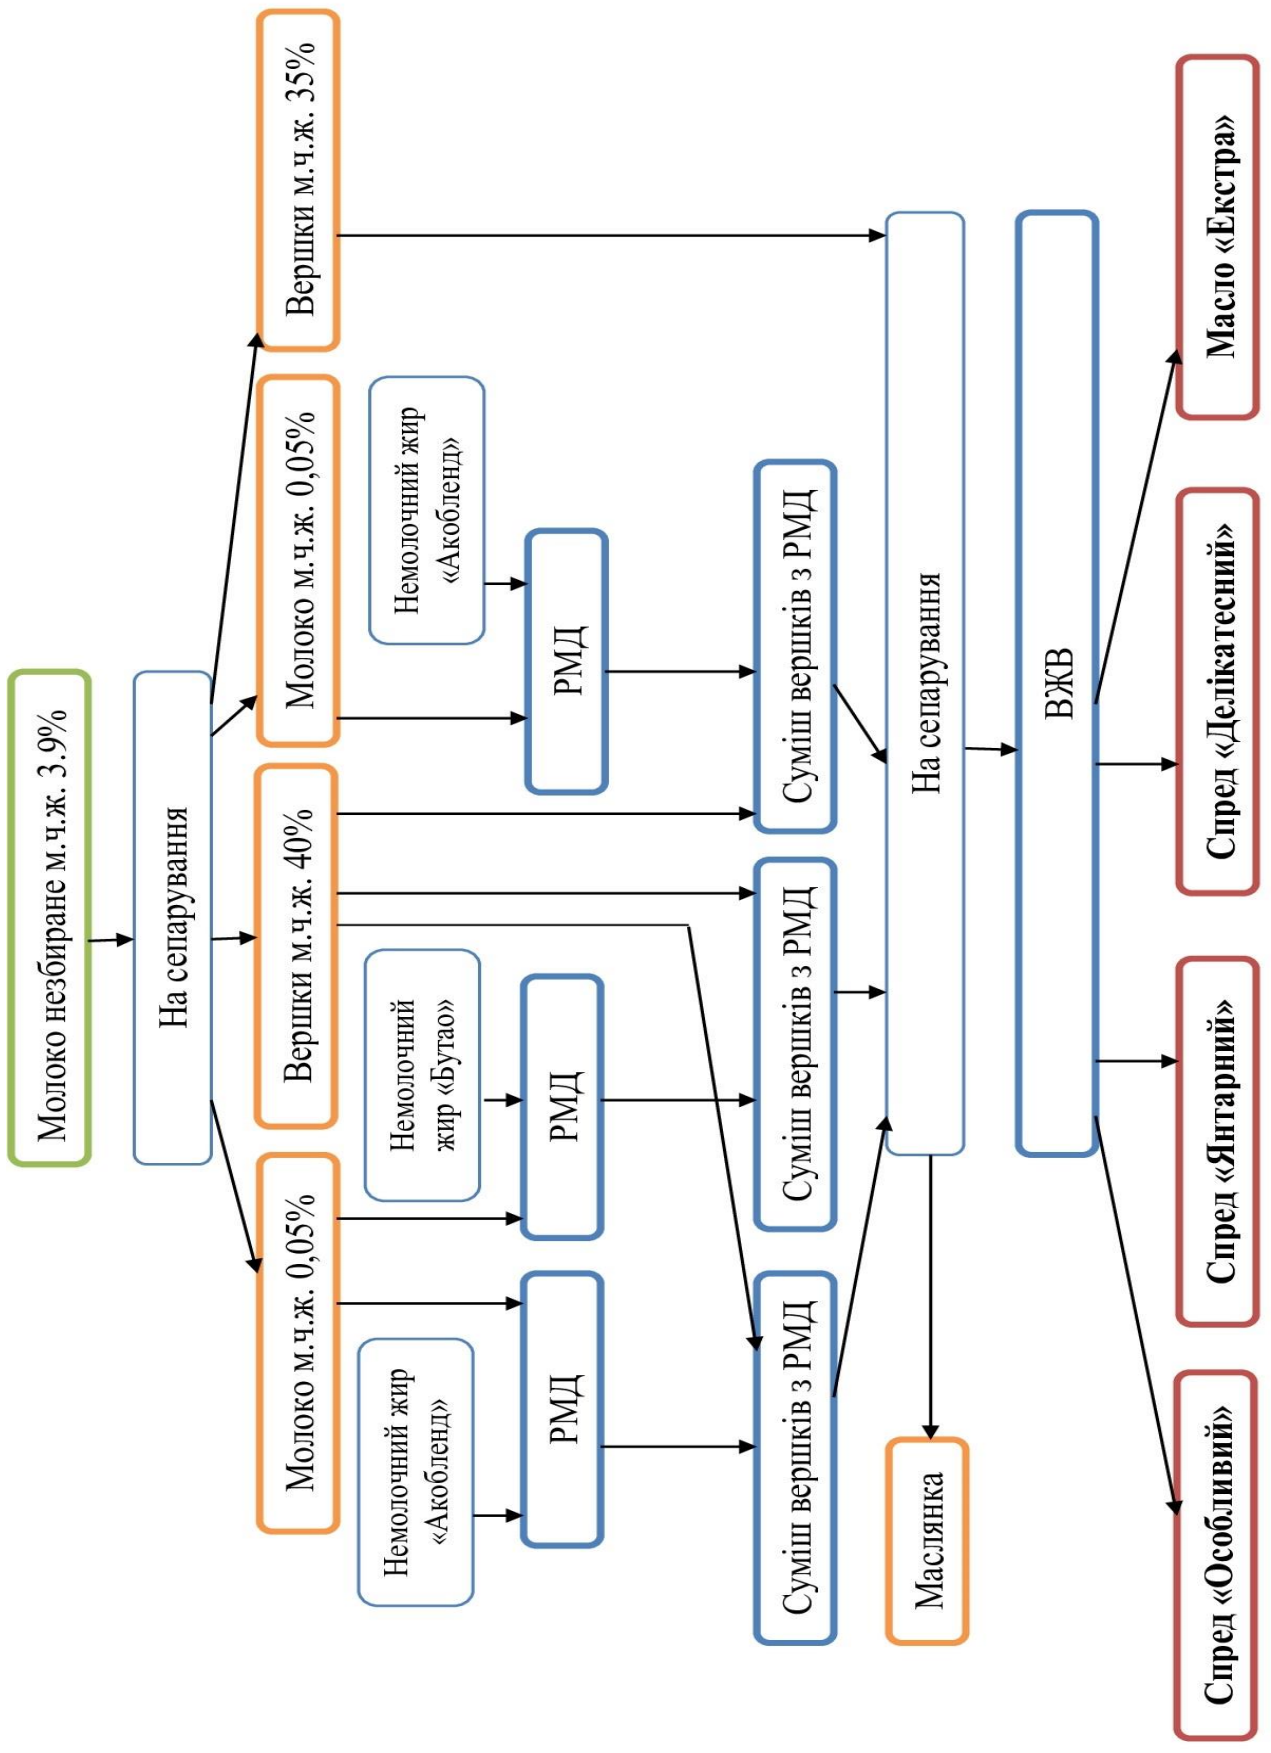 Молоко незбиране м.ч.ж. 3.9%
На сепарування
Молоко м.ч.ж. 0,05%
Вершки м.ч.ж. 40%
Молоко м.ч.ж. 0,05%
Вершки м.ч.ж. 35%
Немолочний жир
«Акобленд»
Немолочний
жир «Бутао»
Немолочний жир
«Акобленд»
РМД
РМД
РМД
Суміш вершків з РМД
Суміш вершків з РМД
Суміш вершків з РМД
Маслянка
На сепарування
ВЖВ
Спред «Особливий»
Спред «Янтарний»
Спред «Делікатесний»
Масло «Екстра»